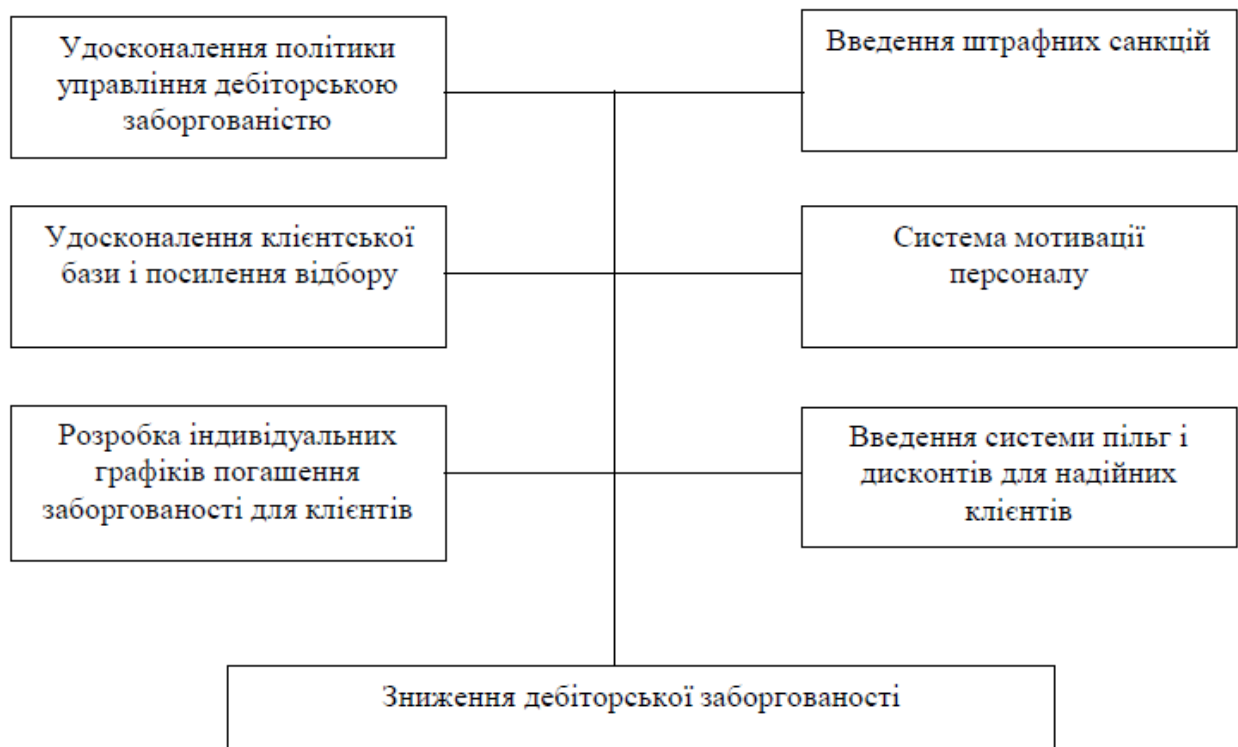 Удосконалення політики
управління дебіторською
заборгованістю
Введення штрафних санкцій
Удосконалення клієнтської
бази і посилення відбору
Система мотивації
персоналу
Розробка індивідуальних
графіків погашення
заборгованості для клієнтів
Введення системи пільг і
дисконтів для надійних
клієнтів
Зниження дебіторської заборгованості